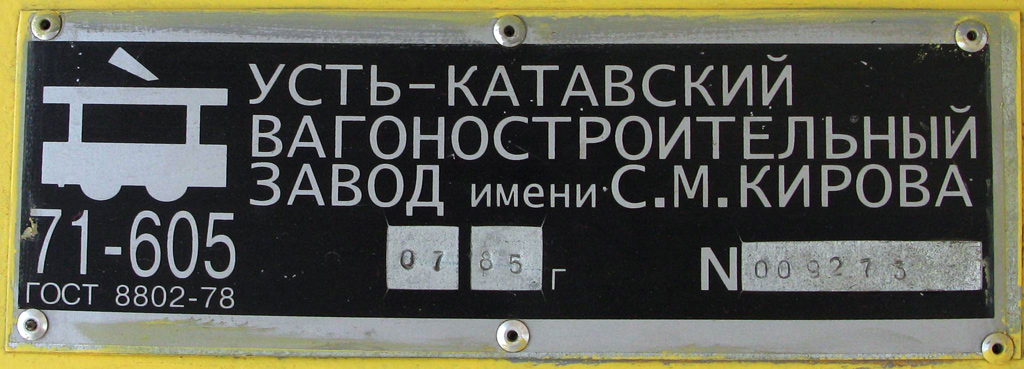 УСТЬ-КАТАВСКИЙ
ВАГОНОСТРОИТЕЛЬНЫЙ
ЗАВОД имени С.М.КИРОВА
71-605
ГОСТ 8802-78
07 85 г
N 009273